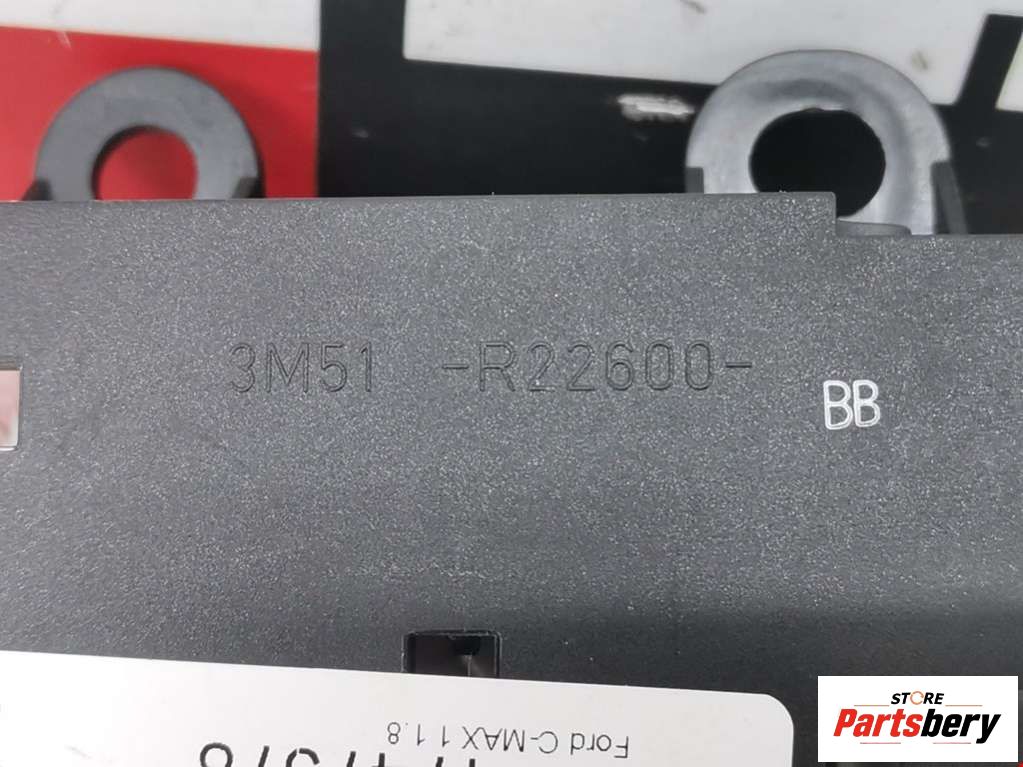 3M51 -R22600-
BB
Ford C-MAX 1 1.8
STORE
Partsbery